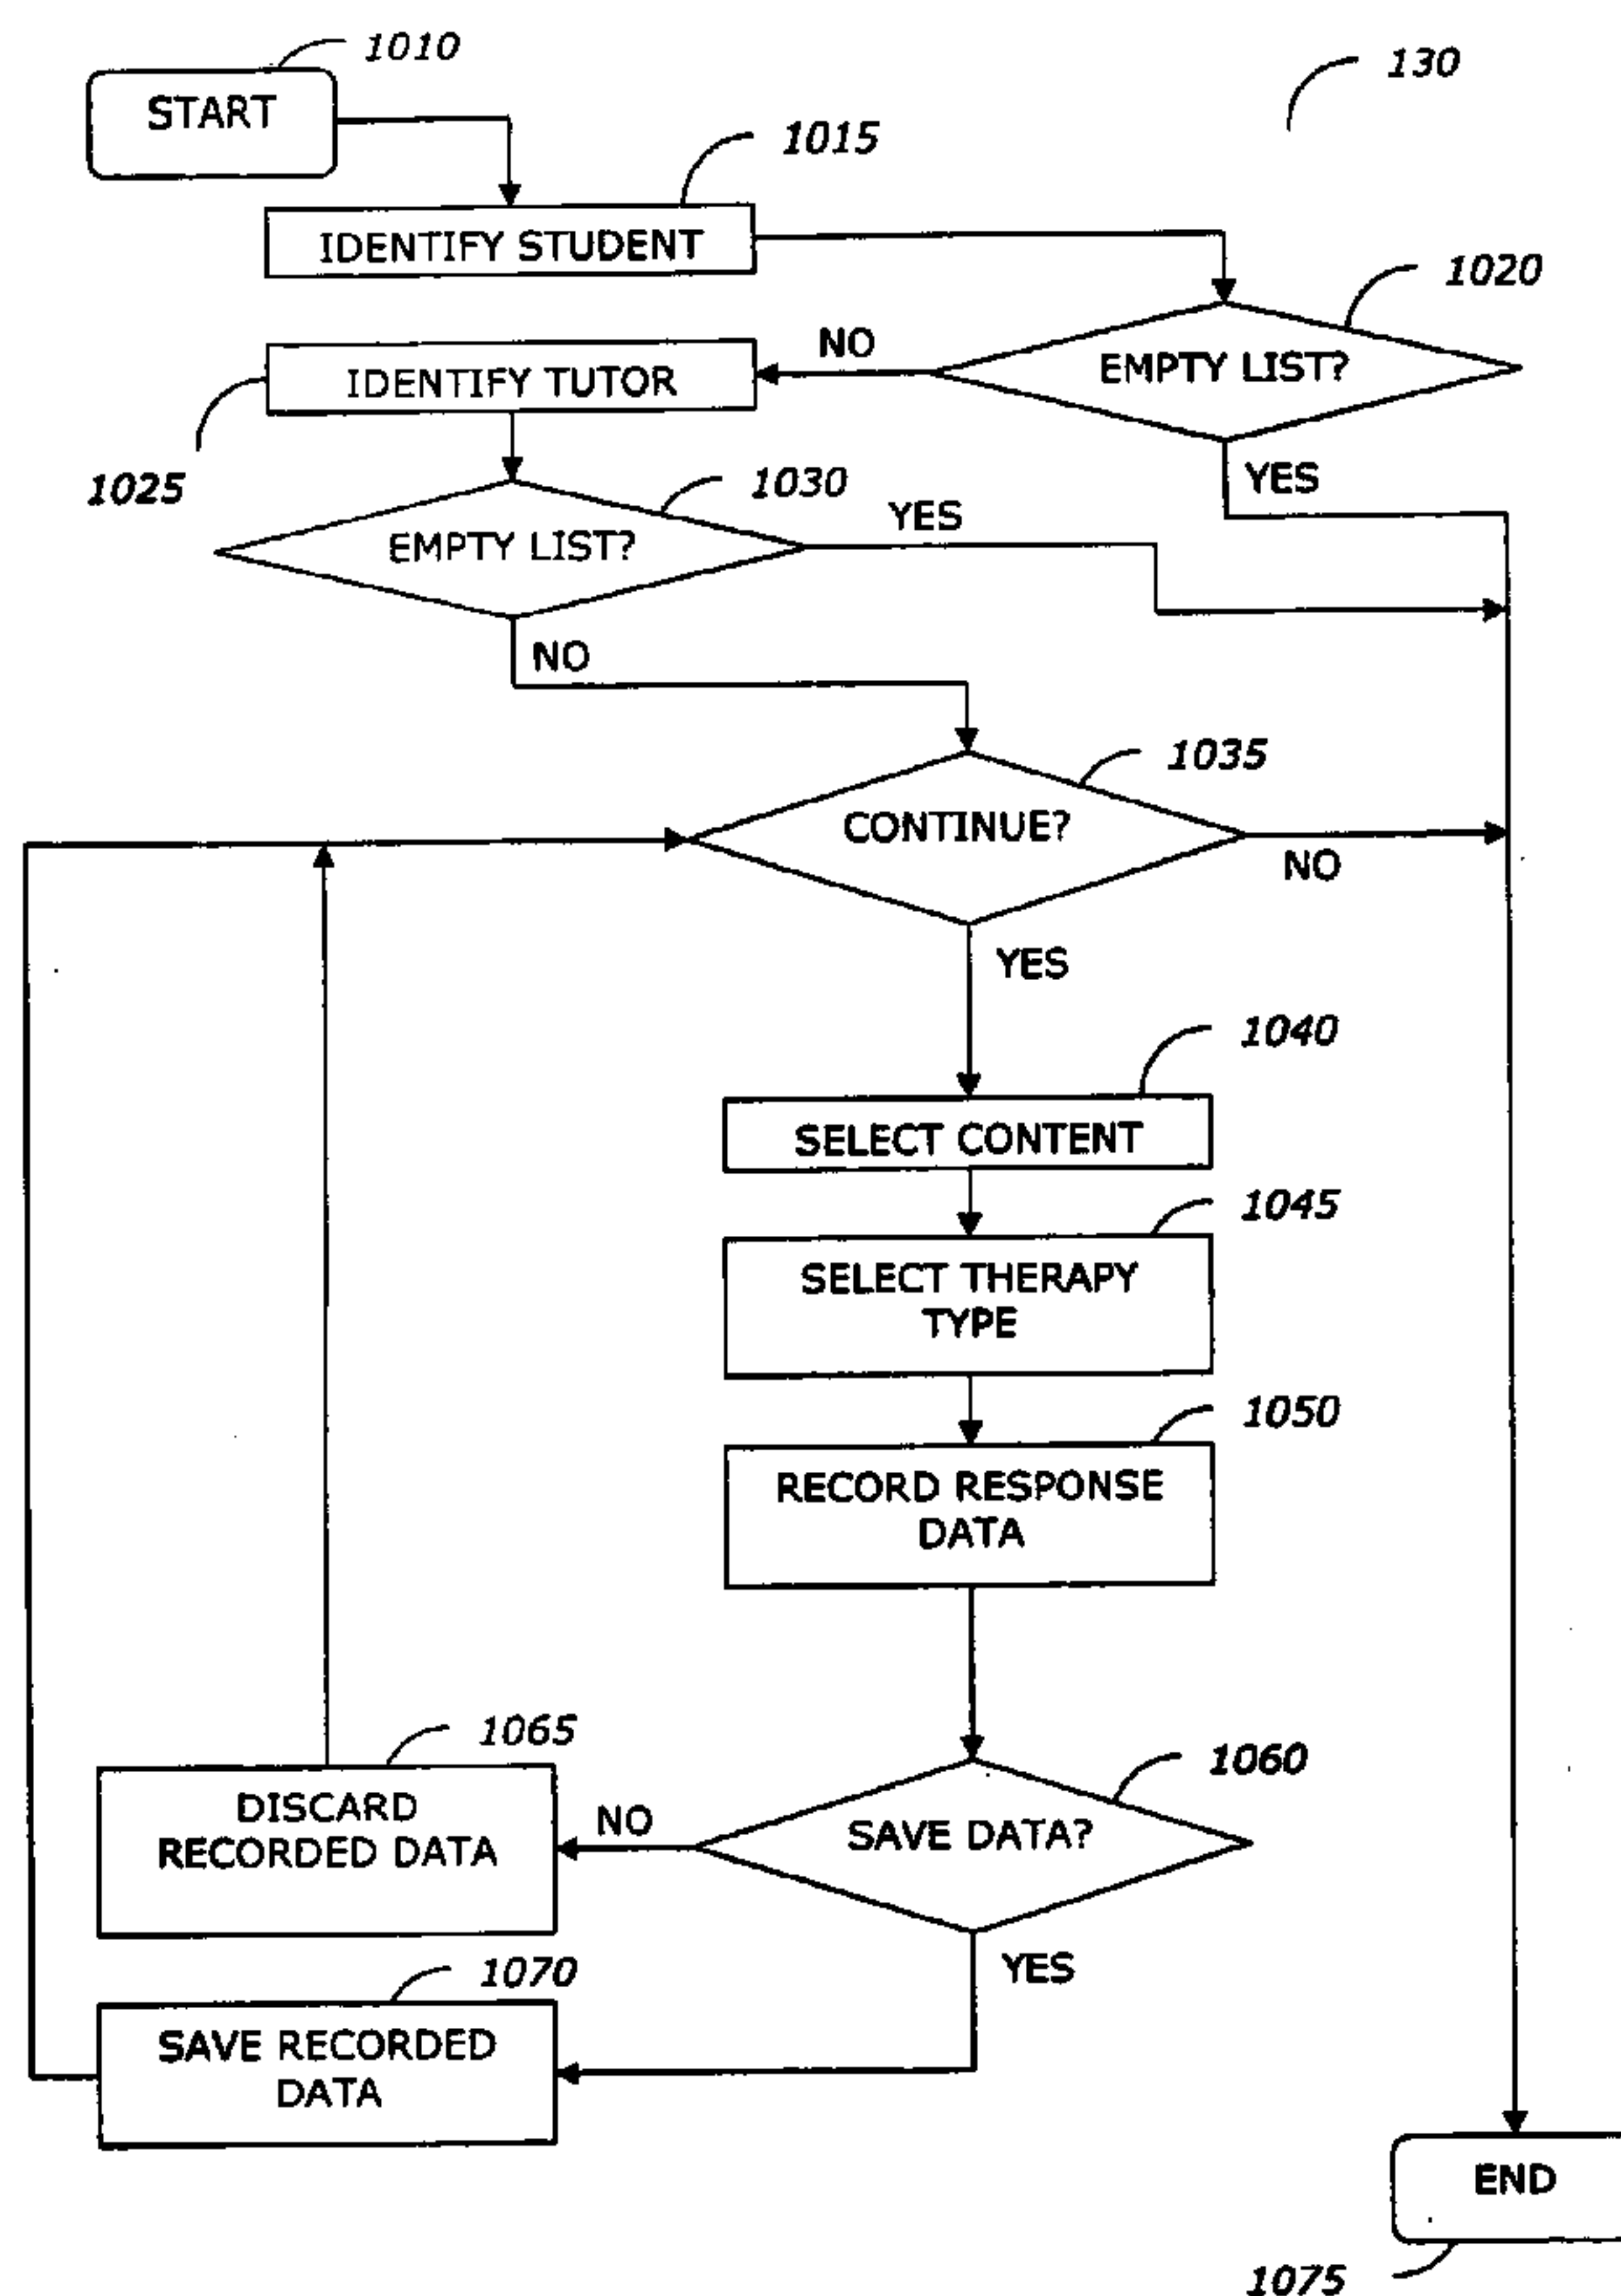 1010
START
130
1015
IDENTIFY STUDENT
1020
EMPTY LIST?
NO
IDENTIFY TUTOR
1025
YES
1030
EMPTY LIST?
YES
NO
1035
CONTINUE?
NO
YES
1040
SELECT CONTENT
1045
SELECT THERAPY
TYPE
1050
RECORD RESPONSE
DATA
1060
SAVE DATA?
NO
1065
DISCARD
RECORDED DATA
YES
1070
SAVE RECORDED
DATA
END
1075